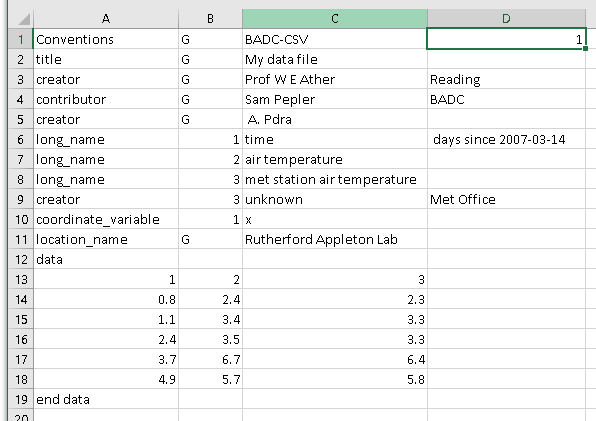 A B C D
1 Conventions G BADC-CSV 1
2 title G My data file
3 creator G Prof W E Ather Reading
4 contributor G Sam Pepler BADC
5 creator G A. Pdra
6 long_name 1 time days since 2007-03-14
7 long_name 2 air temperature
8 long_name 3 met station air temperature
9 creator 3 unknown Met Office
10 coordinate_variable 1 x
11 location_name G Rutherford Appleton Lab
12 data
13 1 2 3
14 0.8 2.4 2.3
15 1.1 3.4 3.3
16 2.4 3.5 3.3
17 3.7 6.7 6.4
18 4.9 5.7 5.8
19 end data
20